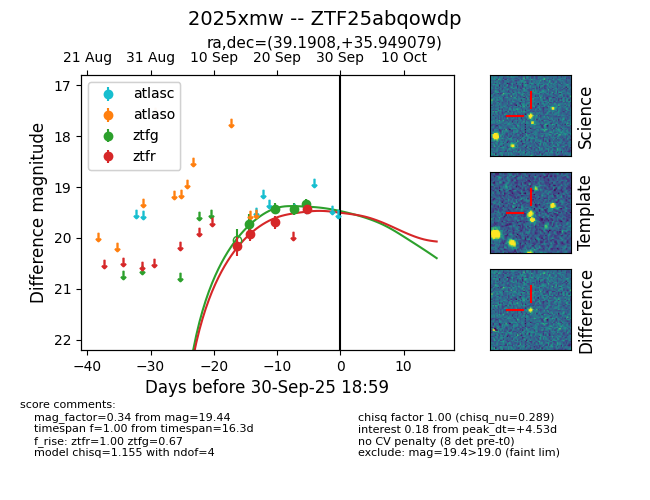 2025xmw -- ZTF25abqowdp
ra,dec=(39.1908,+35.949079)
21 Aug 31 Aug 10 Sep 20 Sep 30 Sep 10 Oct
17
18
19
20
21
22
Difference magnitude
atlasc
atlaso
ztfg
ztfr
−40 −30 −20 −10 0 10
Days before 30-Sep-25 18:59
Science
Template
Difference
score comments:
mag_factor=0.34 from mag=19.44
timespan f=1.00 from timespan=16.3d
f_rise: ztfr=1.00 ztfg=0.67
model chisq=1.155 with ndof=4
chisq factor 1.00 (chisq_nu=0.289)
interest 0.18 from peak_dt=+4.53d
no CV penalty (8 det pre-t0)
exclude: mag=19.4>19.0 (faint lim)